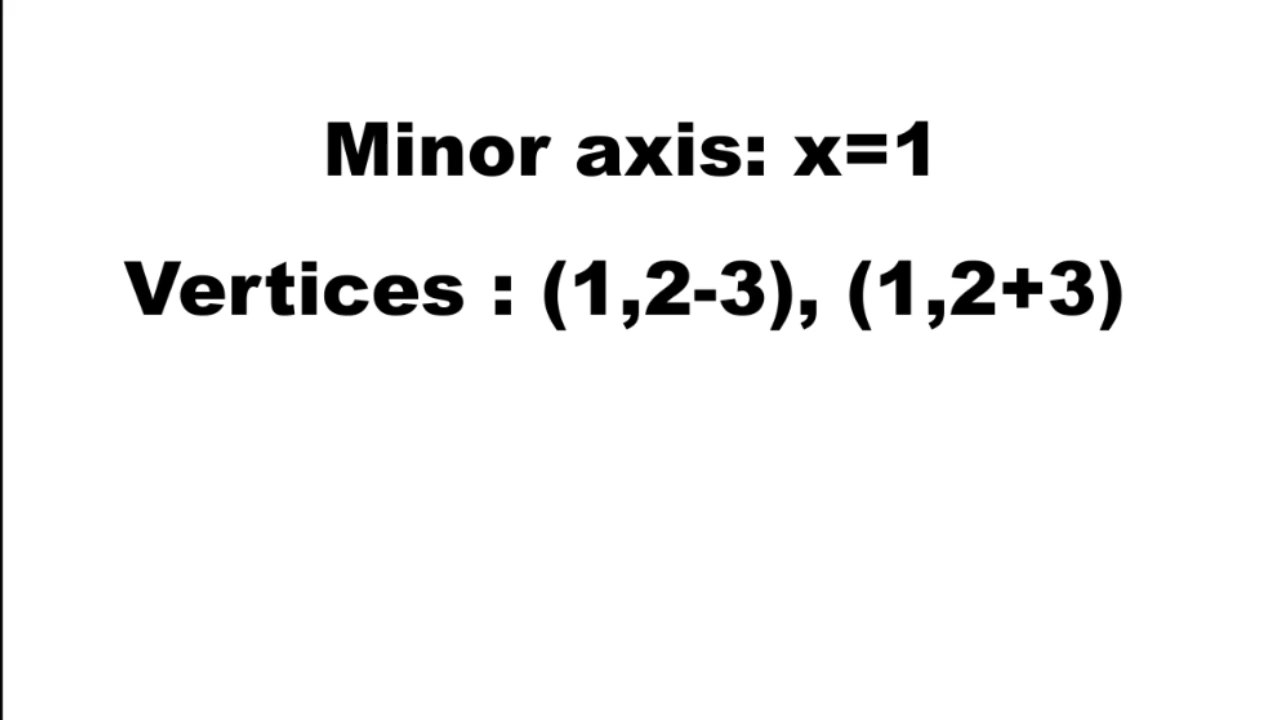 Minor axis: x=1
Vertices : (1,2-3), (1,2+3)